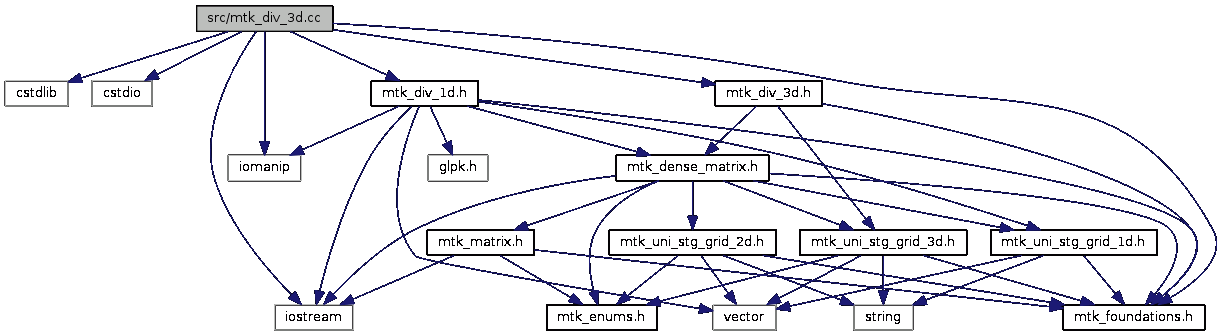 src/mtk_div_3d.cc
cstdlib
cstdio
mtk_div_1d.h
mtk_div_3d.h
iomanip
glpk.h
mtk_dense_matrix.h
mtk_matrix.h
mtk_uni_stg_grid_2d.h
mtk_uni_stg_grid_3d.h
mtk_uni_stg_grid_1d.h
iostream
mtk_enums.h
vector
string
mtk_foundations.h